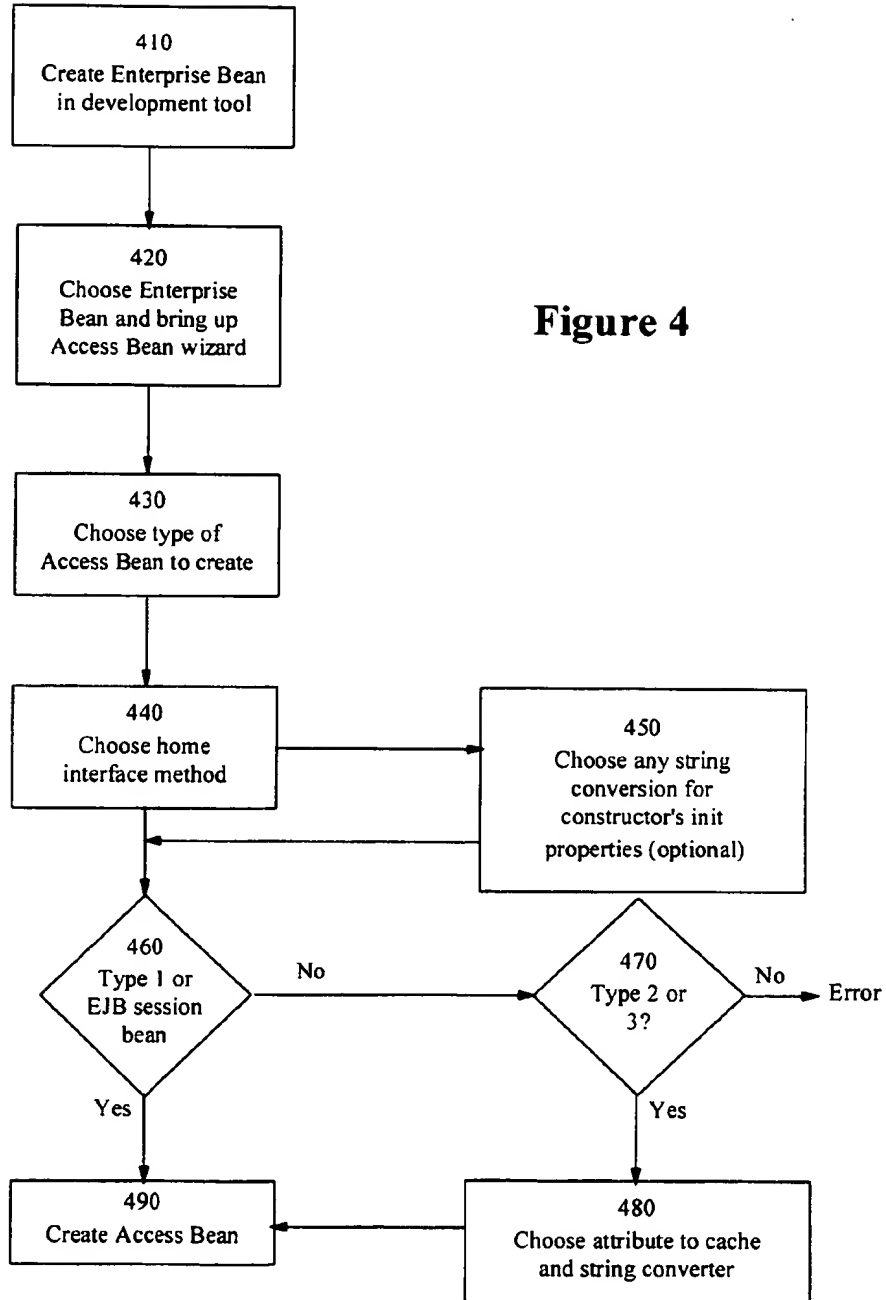 410
Create Enterprise Bean
in development tool
420
Choose Enterprise
Bean and bring up
Access Bean wizard
Figure 4
430
Choose type of
Access Bean to create
440
Choose home
interface method
450
Choose any string
conversion for
constructor's init
properties (optional)
460
Type 1 or
EJB session
bean
No
470
Type 2 or
3?
No
Error
Yes
Yes
490
Create Access Bean
480
Choose attribute to cache
and string converter